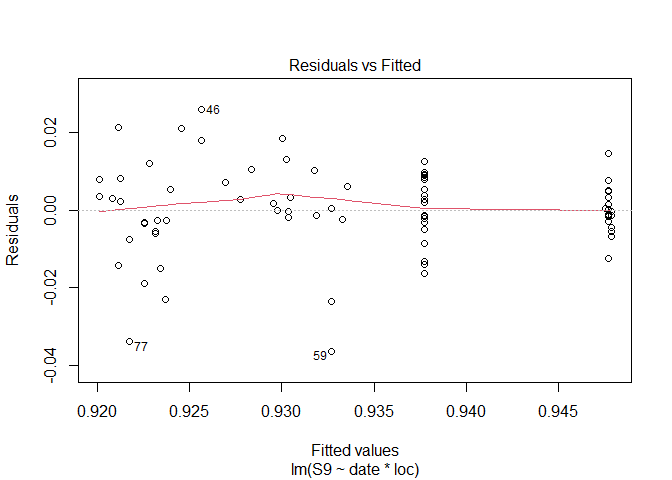 Residuals vs Fitted
Residuals
0.02
0.00
-0.02
-0.04
46
77
59
0.920 0.925 0.930 0.935 0.940 0.945
Fitted values
lm(S9 ~ date * loc)